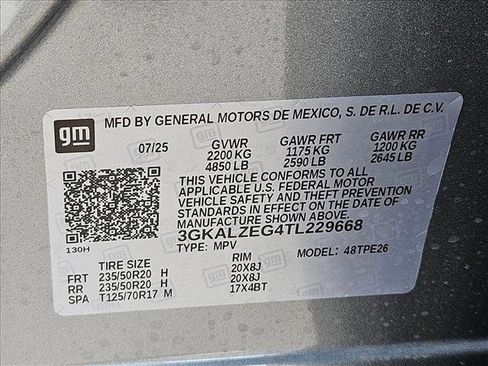 gm
MFD BY GENERAL MOTORS DE MEXICO, S. DE R.L. DE C.V.
07/25 GVWR GAWR FRT GAWR RR
2200 KG 1175 KG 1200 KG
4850 LB 2590 LB 2645 LB
THIS VEHICLE CONFORMS TO ALL
APPLICABLE U.S. FEDERAL MOTOR
VEHICLE SAFETY AND THEFT PREVENTION
STANDARDS IN EFFECT ON THE DATE OF
MANUFACTURE SHOWN ABOVE.
3GKALZEG4TL229668
130H TYPE: MPV MODEL: 48TPE26
TIRE SIZE RIM
FRT 235/50R20 H 20X8J
RR 235/50R20 H 20X8J
SPA T125/70R17 M 17X4BT